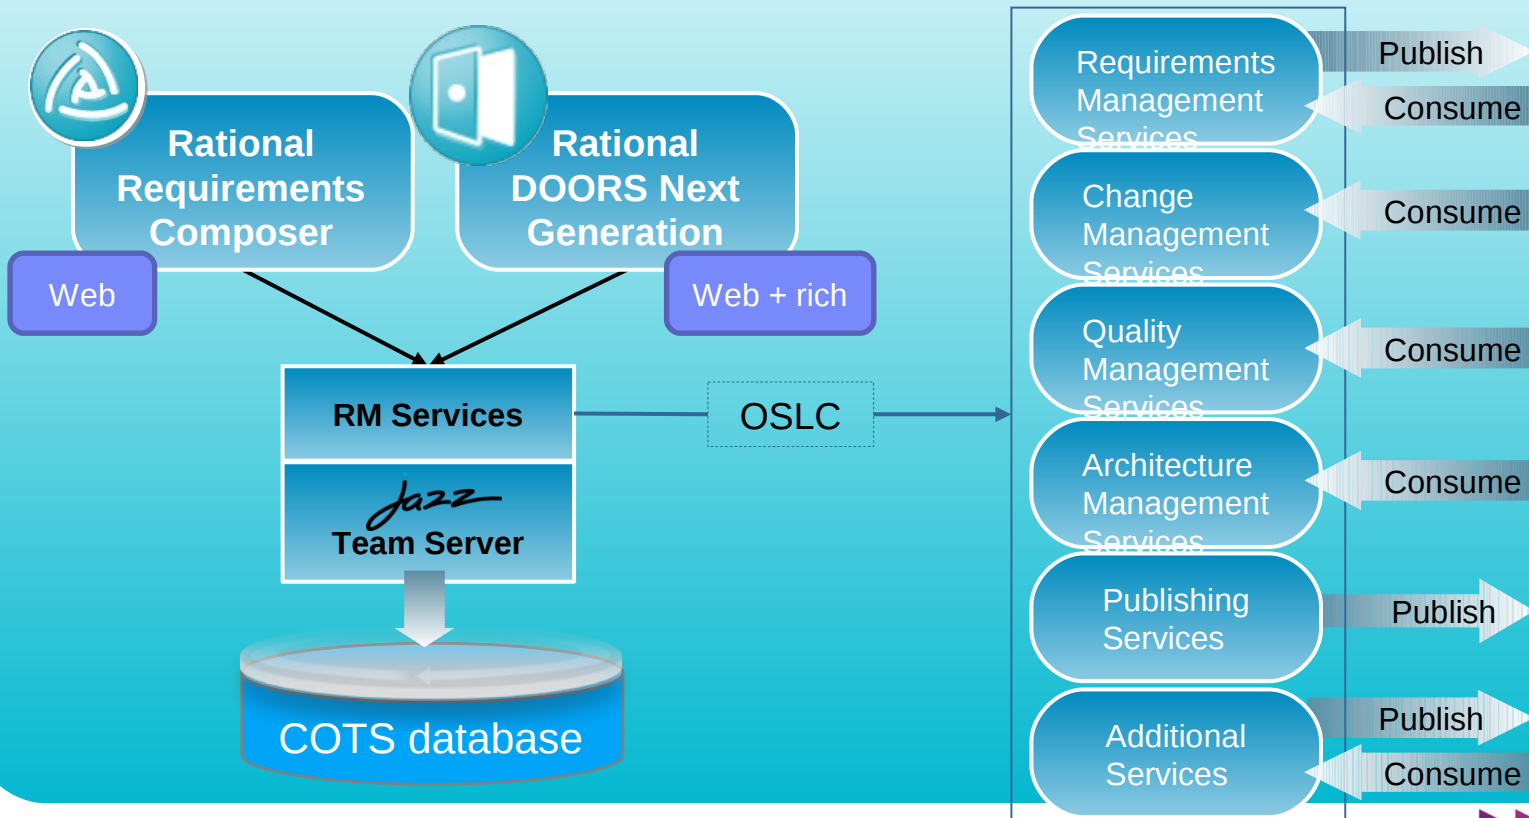 Rational
Requirements
Composer
Web
Rational
DOORS Next
Generation
Web + rich
RM Services
Jazz
Team Server
COTS database
OSLC
Requirements
Management
Services
Publish
Consume
Change
Management
Services
Consume
Quality
Management
Services
Consume
Architecture
Management
Services
Consume
Publishing
Services
Publish
Additional
Services
Publish
Consume